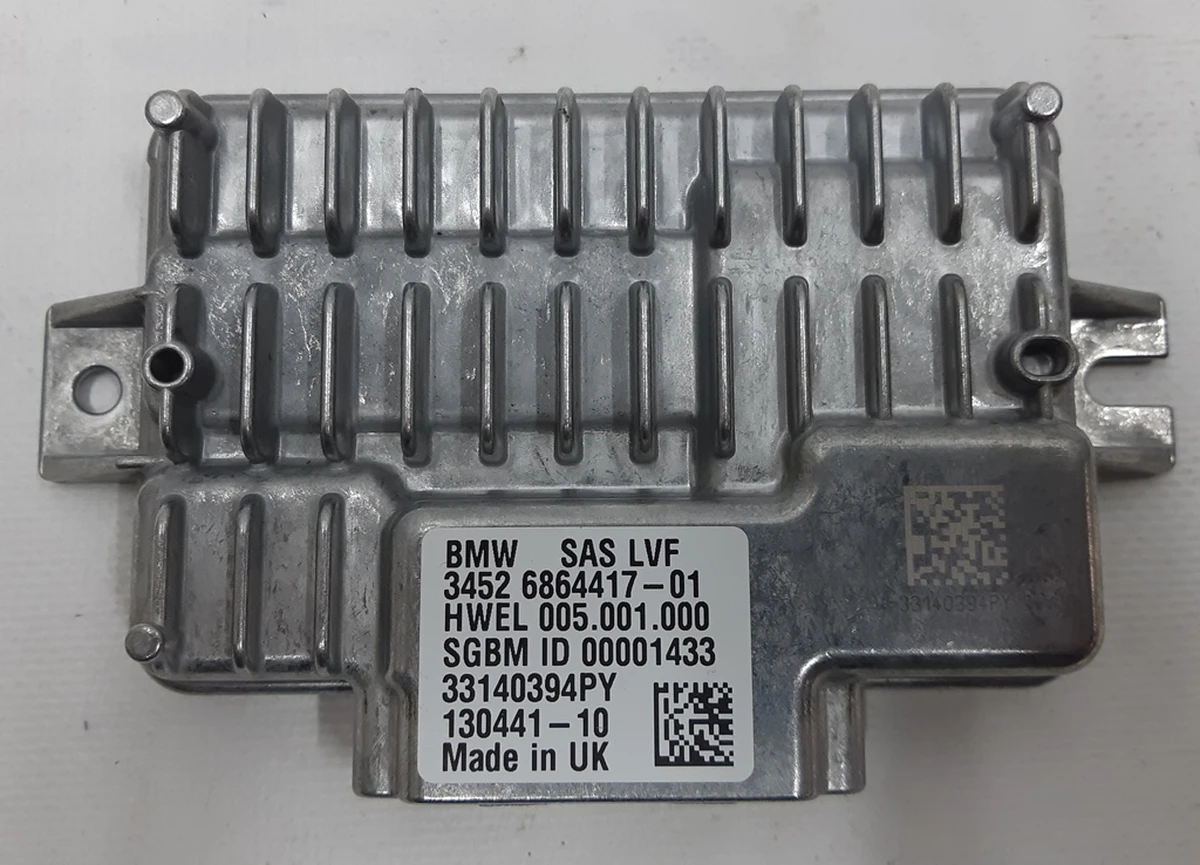 BMW SAS LVF
3452 6864417-01
HWEL 005.001.000
SGBM ID 00001433
33140394PY
130441-10
Made in UK
33140394PY